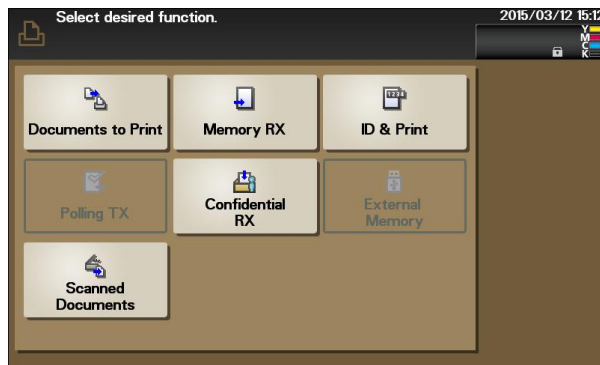 Select desired function.
2015/03/12 15:12
Y
M
C
K
Documents to Print
Memory RX
1234
ID & Print
Polling TX
Confidential
RX
External
Memory
Scanned
Documents